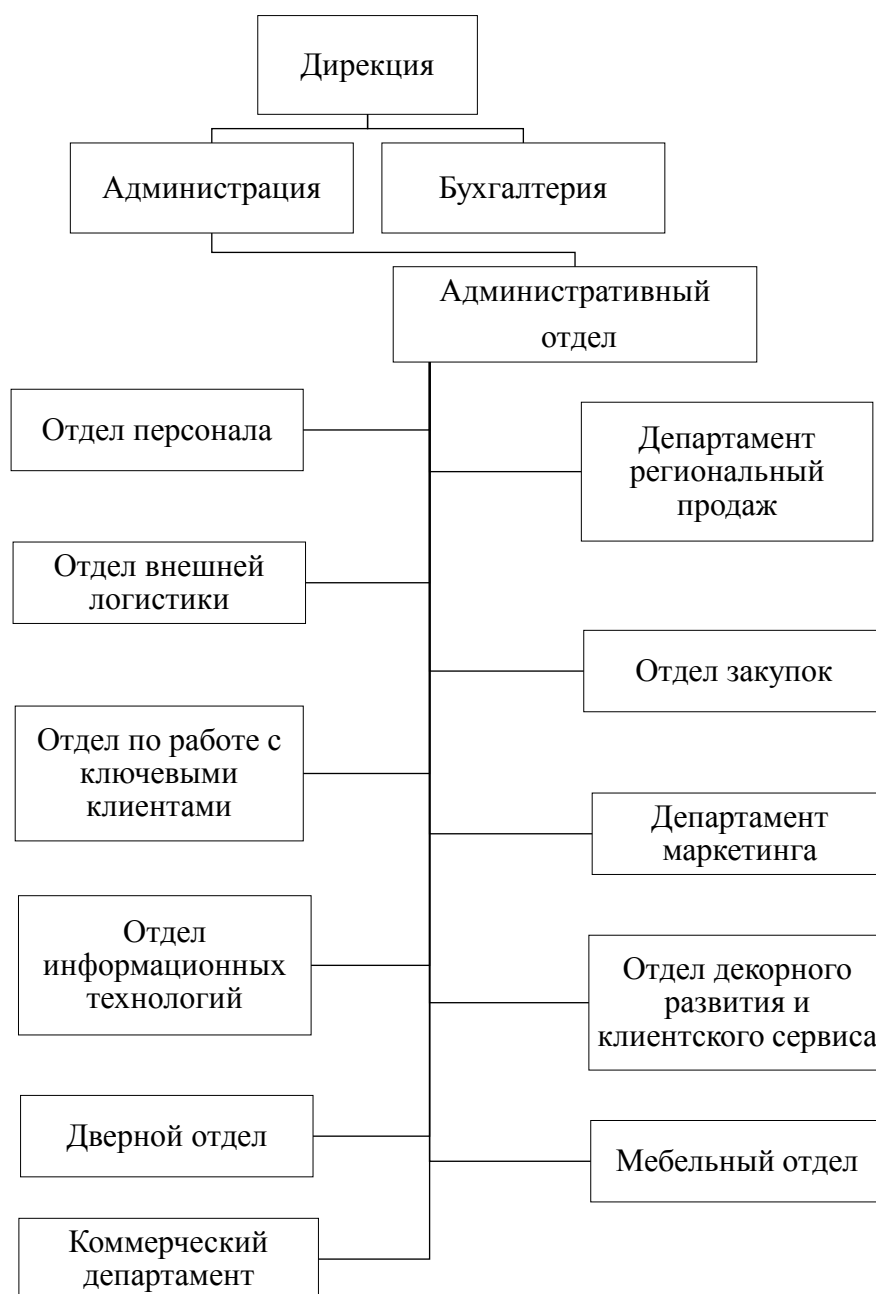 Дирекция
Администрация
Бухгалтерия
Административный
отдел
Отдел персонала
Департамент
региональный
продаж
Отдел внешней
логистики
Отдел закупок
Отдел по работе с
ключевыми
клиентами
Департамент
маркетинга
Отдел
информационных
технологий
Отдел декорного
развития и
клиентского сервиса
Дверной отдел
Мебельный отдел
Коммерческий
департамент